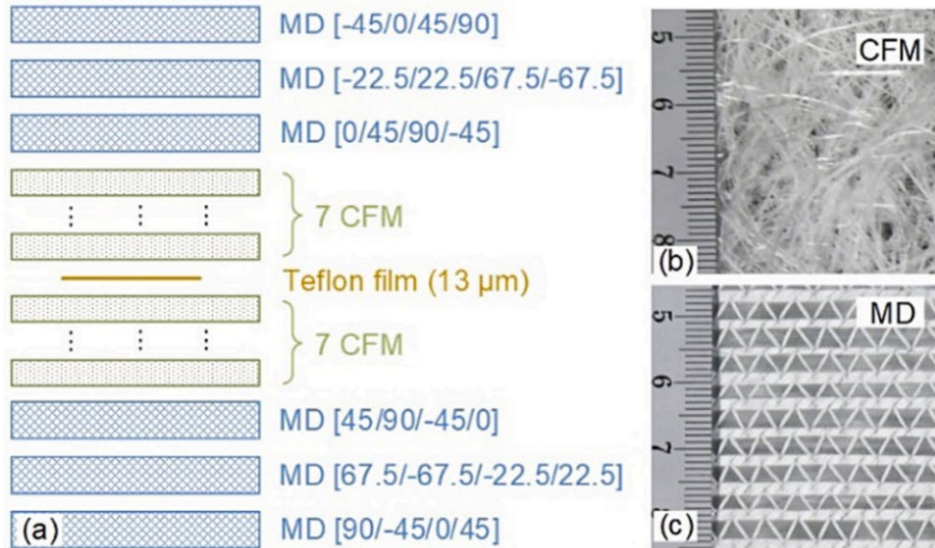 MD [-45/0/45/90]
MD [-22.5/22.5/67.5/-67.5]
MD [0/45/90/-45]
7 CFM
Teflon film (13 µm)
7 CFM
MD [45/90/-45/0]
MD [67.5/-67.5/-22.5/22.5]
(a)
MD [90/-45/0/45]
CFM
5
6
7
8
(b)
MD
5
6
7
(c)